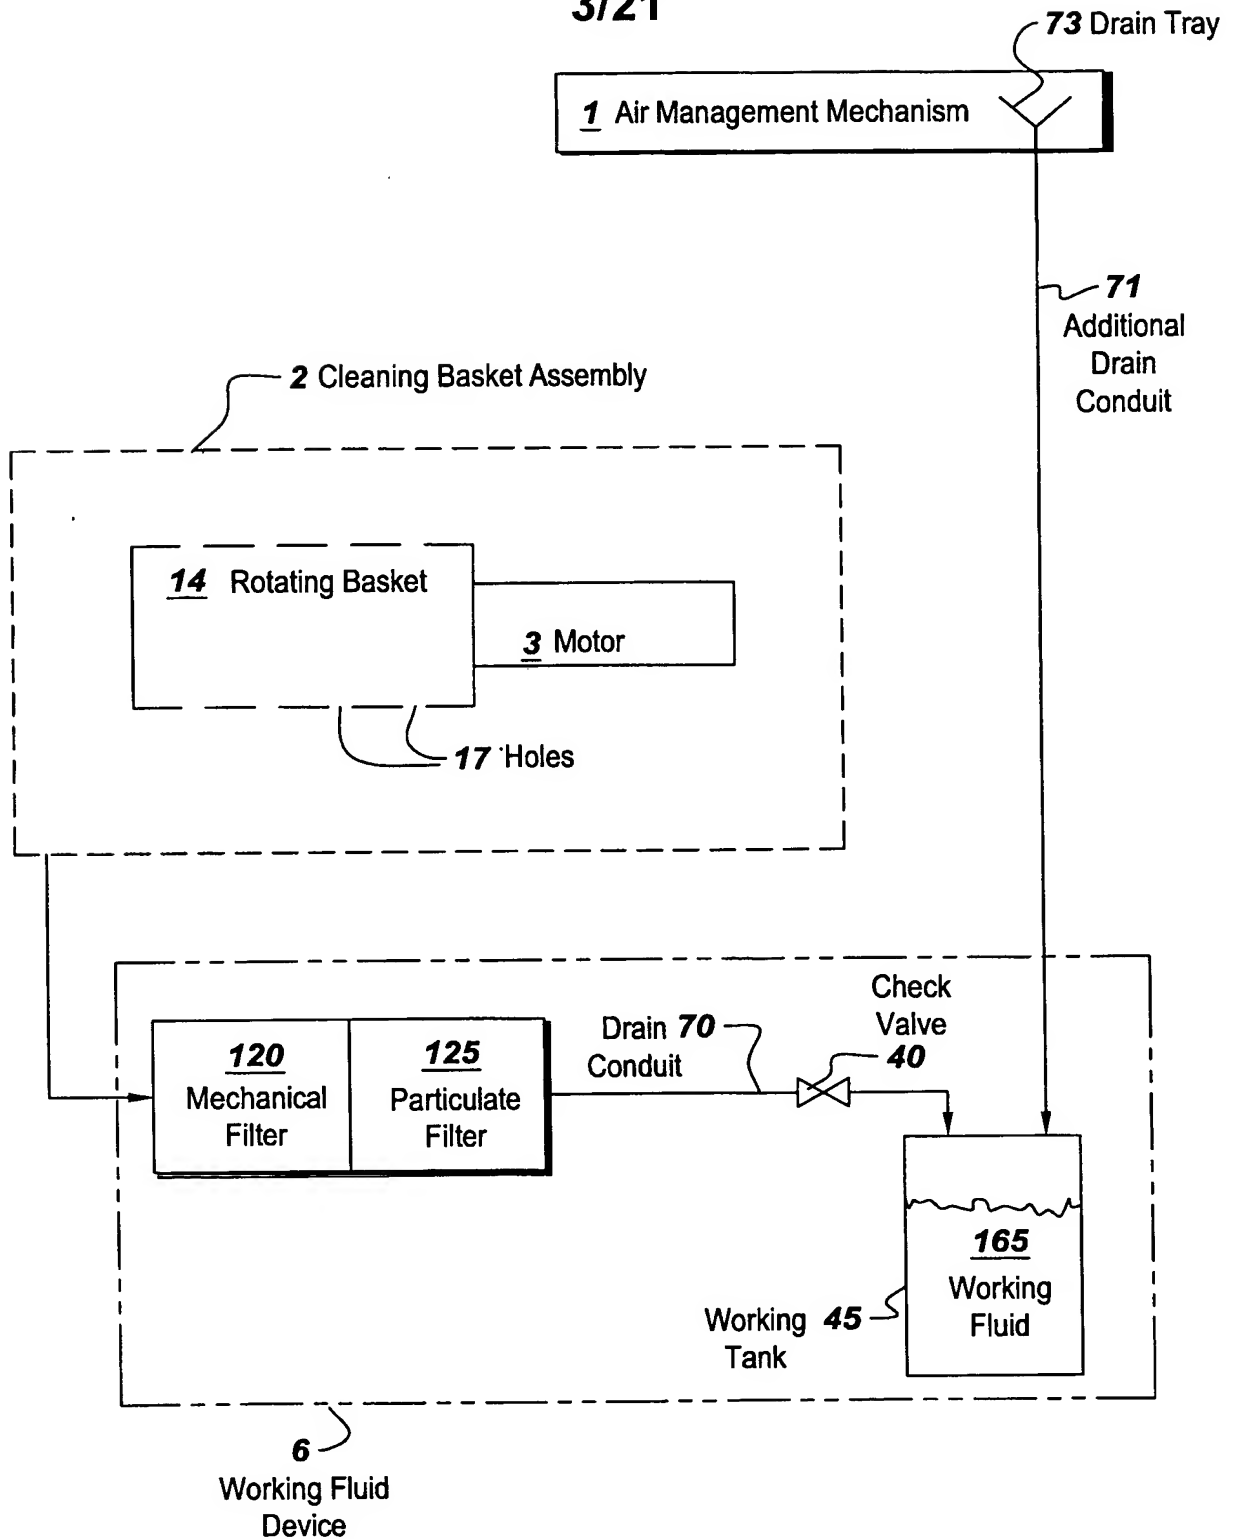 3/21
73 Drain Tray
1 Air Management Mechanism
71
Additional
Drain
Conduit
2 Cleaning Basket Assembly
14 Rotating Basket
3 Motor
17 Holes
Check
Valve
40
Drain 70
Conduit
120
Mechanical
Filter
125
Particulate
Filter
165
Working
Fluid
Working 45
Tank
6
Working Fluid
Device